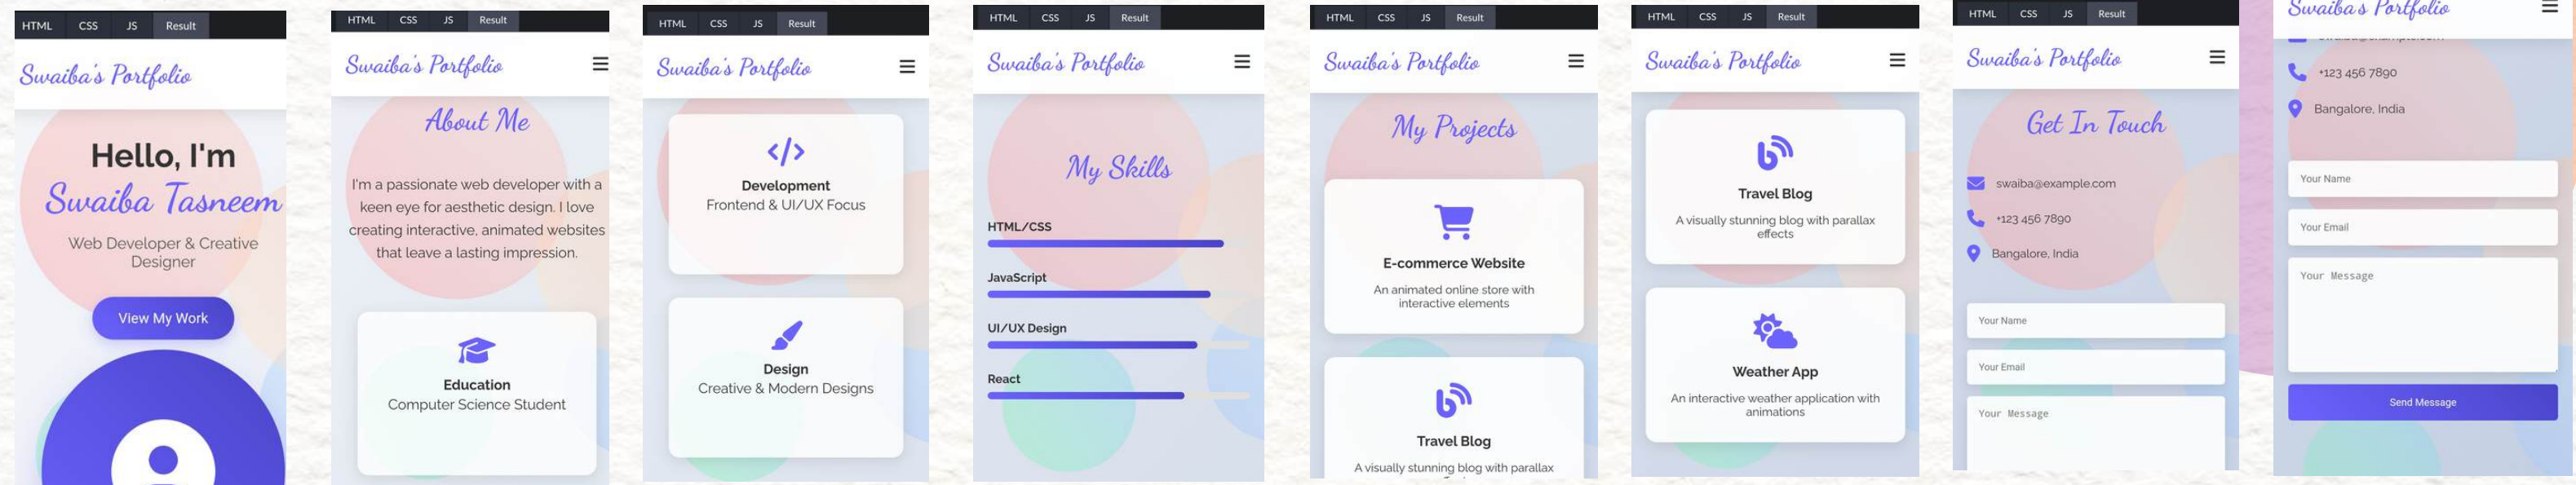 HTML CSS JS Result
Swaiba's Portfolio
Hello, I'm
Swaiba Tasneem
Web Developer & Creative
Designer
View My Work
HTML CSS JS Result
Swaiba's Portfolio
About Me
I'm a passionate web developer with a
keen eye for aesthetic design. I love
creating interactive, animated websites
that leave a lasting impression.
Education
Computer Science Student
HTML CSS JS Result
Swaiba's Portfolio
Development
Frontend & UI/UX Focus
Design
Creative & Modern Designs
HTML CSS JS Result
Swaiba's Portfolio
My Skills
HTML/CSS
JavaScript
UI/UX Design
React
HTML CSS JS Result
Swaiba's Portfolio
My Projects
E-commerce Website
An animated online store with
interactive elements
Travel Blog
A visually stunning blog with parallax
HTML CSS JS Result
Swaiba's Portfolio
Travel Blog
A visually stunning blog with parallax
effects
Weather App
An interactive weather application with
animations
HTML CSS JS Result
Swaiba's Portfolio
Get In Touch
swaiba@example.com
+123 456 7890
Bangalore, India
Your Name
Your Email
Your Message
Swaiba's Portfolio
+123 456 7890
Bangalore, India
Your Name
Your Email
Your Message
Send Message